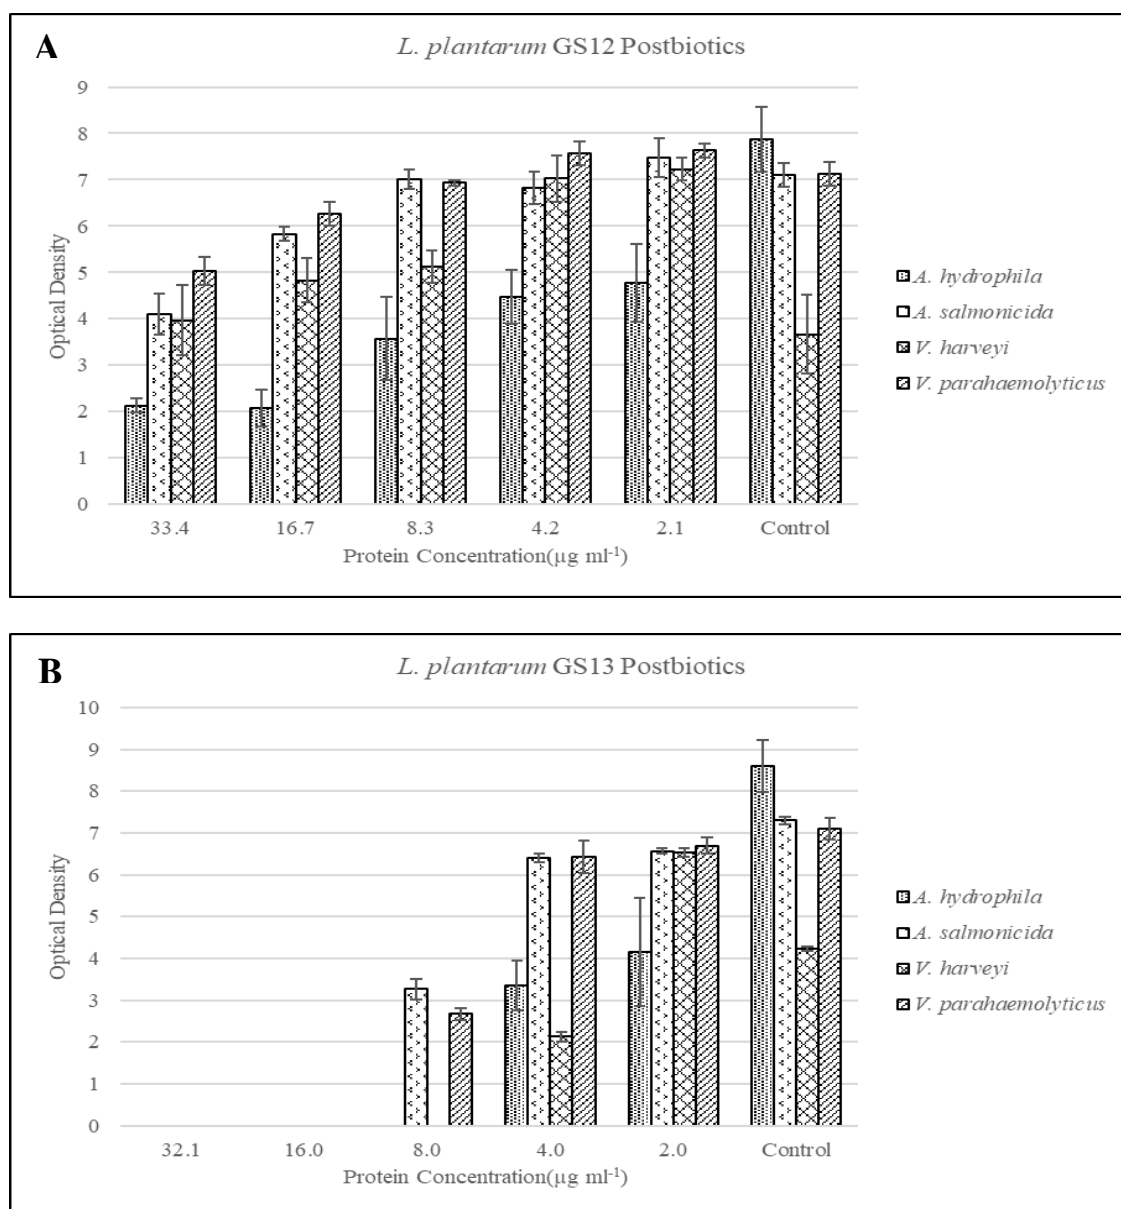 A
L. plantarum GS12 Postbiotics
9
8
7
6
5
4
3
2
1
0
Optical Density
33.4 16.7 8.3 4.2 2.1 Control
Protein Concentration(µg ml⁻¹)
A. hydrophila
A. salmonicida
V. harveyi
V. parahaemolyticus
B
L. plantarum GS13 Postbiotics
10
9
8
7
6
5
4
3
2
1
0
Optical Density
32.1 16.0 8.0 4.0 2.0 Control
Protein Concentration(µg ml⁻¹)
A. hydrophila
A. salmonicida
V. harveyi
V. parahaemolyticus